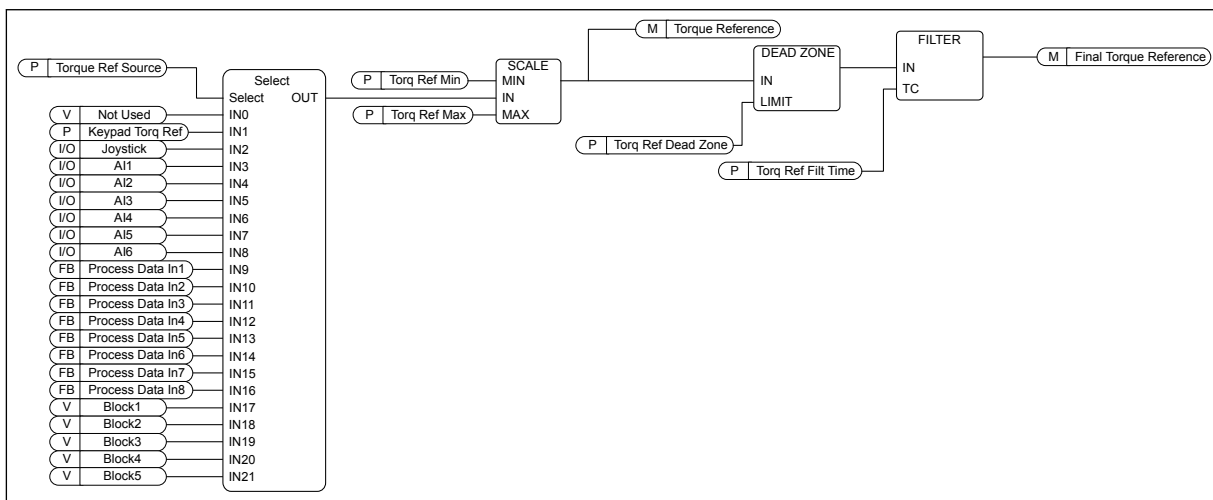 M Torque Reference
FILTER
SCALE
DEAD ZONE
M Final Torque Reference
P Torque Ref Source
Select
P Torq Ref Min
MIN
IN
IN
Select OUT
IN
TC
V Not Used
IN0
P Torq Ref Max
MAX
LIMIT
P Keypad Torq Ref
IN1
I/O Joystick
IN2
P Torq Ref Dead Zone
I/O AI1
IN3
P Torq Ref Filt Time
I/O AI2
IN4
I/O AI3
IN5
I/O AI4
IN6
I/O AI5
IN7
I/O AI6
IN8
FB Process Data In1
IN9
FB Process Data In2
IN10
FB Process Data In3
IN11
FB Process Data In4
IN12
FB Process Data In5
IN13
FB Process Data In6
IN14
FB Process Data In7
IN15
FB Process Data In8
IN16
V Block1
IN17
V Block2
IN18
V Block3
IN19
V Block4
IN20
V Block5
IN21